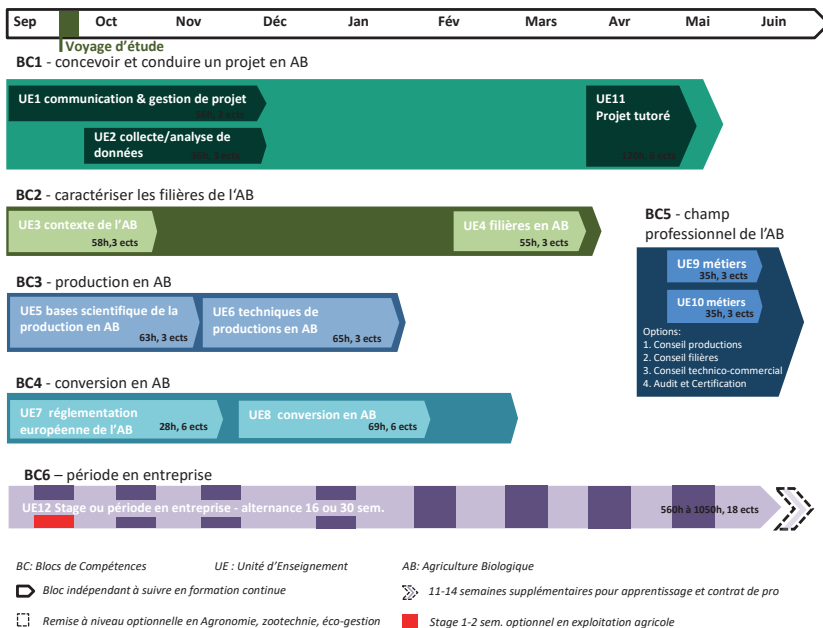 Sep Oct Nov Déc Jan Fév Mars Avr Mai Juin
Voyage d'étude
BC1 - concevoir et conduire un projet en AB
UE1 communication & gestion de projet
UE2 collecte/analyse de
données
36h, 3 ects
UE11
Projet tutoré
120h, 6 ects
BC2 - caractériser les filières de l'AB
UE3 contexte de l'AB
58h,3 ects
UE4 filières en AB
55h, 3 ects
BC5 - champ
professionnel de l'AB
UE9 métiers
35h, 3 ects
UE10 métiers
35h, 3 ects
Options:
1. Conseil productions
2. Conseil filières
3. Conseil technico-commercial
4. Audit et Certification
BC3 - production en AB
UE5 bases scientifique de la
production en AB
63h, 3 ects
UE6 techniques de
productions en AB
65h, 3 ects
BC4 - conversion en AB
UE7 réglementation
européenne de l'AB
28h, 6 ects
UE8 conversion en AB
69h, 6 ects
BC6 – période en entreprise
UE12 Stage ou période en entreprise - alternance 16 ou 30 sem.
560h à 1050h, 18 ects
BC: Blocs de Compétences UE : Unité d'Enseignement AB: Agriculture Biologique
Bloc indépendant à suivre en formation continue
11-14 semaines supplémentaires pour apprentissage et contrat de pro
Remise à niveau optionnelle en Agronomie, zootechnie, éco-gestion
Stage 1-2 sem. optionnel en exploitation agricole